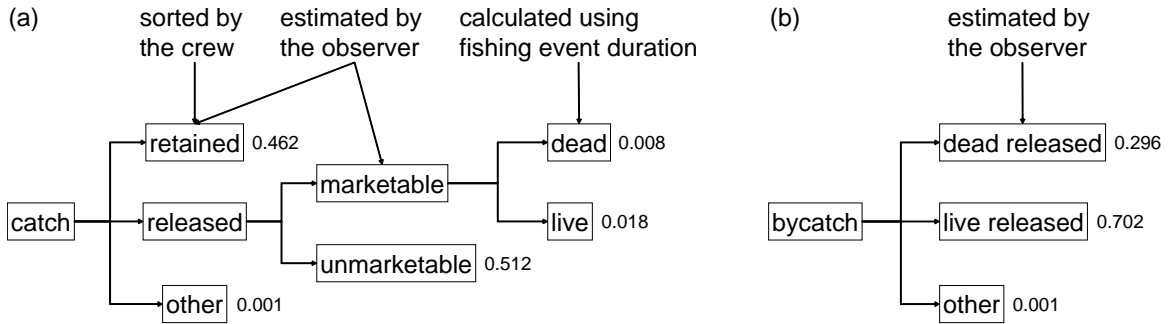 (a)
sorted by
the crew
estimated by
the observer
calculated using
fishing event duration
retained 0.462
dead 0.008
marketable
catch
released
live 0.018
unmarketable 0.512
other 0.001
(b)
estimated by
the observer
dead released 0.296
bycatch
live released 0.702
other 0.001